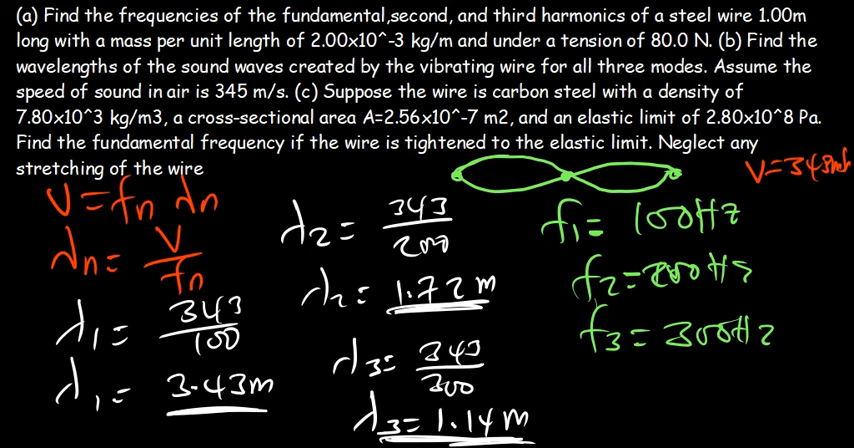 (a) Find the frequencies of the fundamental,second, and third harmonics of a steel wire 1.00m
long with a mass per unit length of 2.00x10^-3 kg/m and under a tension of 80.0 N. (b) Find the
wavelengths of the sound waves created by the vibrating wire for all three modes. Assume the
speed of sound in air is 345 m/s. (c) Suppose the wire is carbon steel with a density of
7.80x10^3 kg/m3, a cross-sectional area A=2.56x10^-7 m2, and an elastic limit of 2.80x10^8 Pa.
Find the fundamental frequency if the wire is tightened to the elastic limit. Neglect any
stretching of the wire
V=fn λn
λn= V/fn
λ1= 343/100
λ1= 3.43m
λ2= 343/200
λ2= 1.72m
λ3= 343/300
λ3= 1.14m
f1= 100Hz
f2=200Hz
f3=300Hz